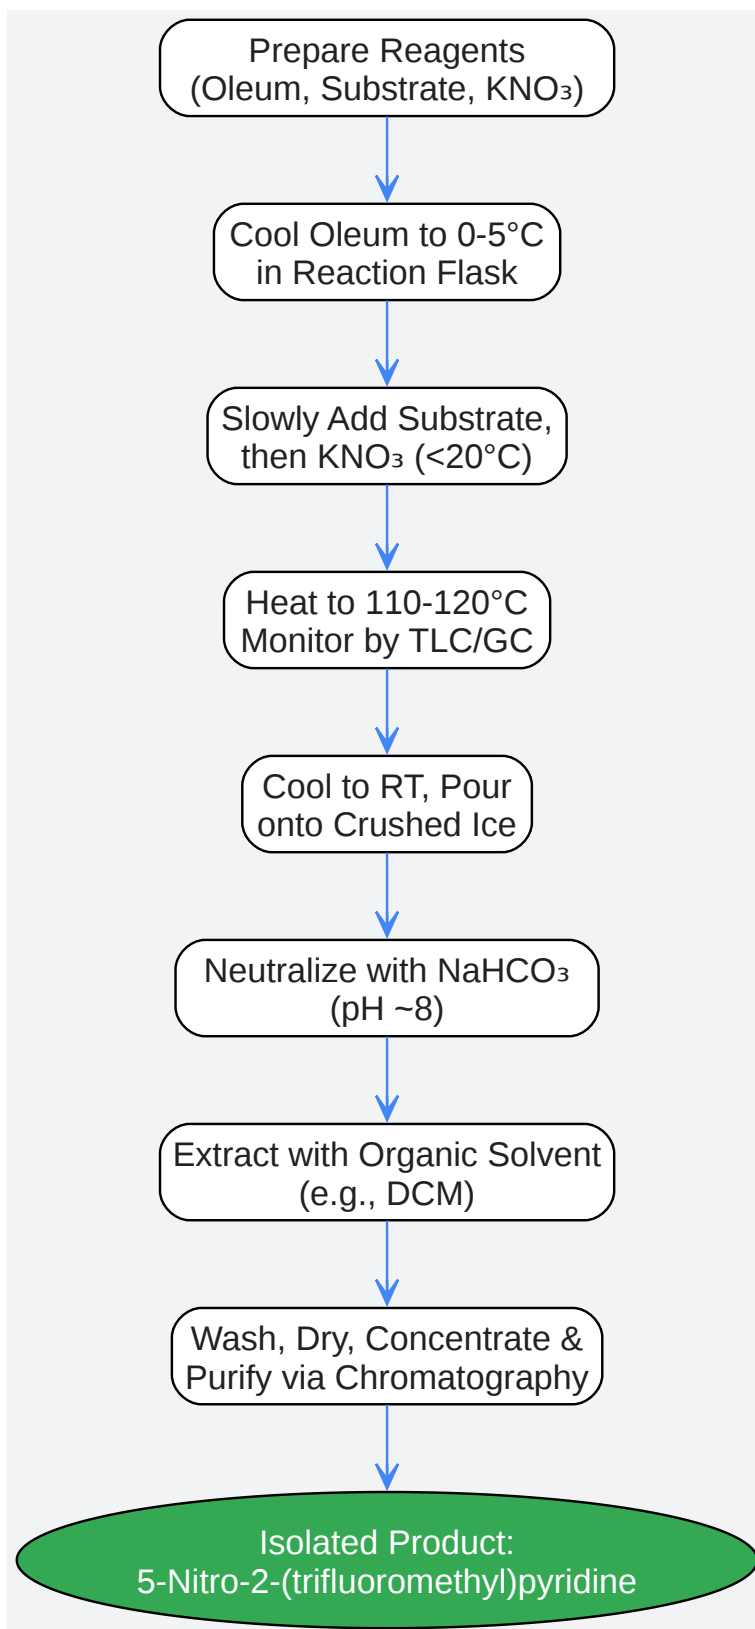 Prepare Reagents
(Oleum, Substrate, KNO₃)
Cool Oleum to 0-5°C
in Reaction Flask
Slowly Add Substrate,
then KNO₃ (<20°C)
Heat to 110-120°C
Monitor by TLC/GC
Cool to RT, Pour
onto Crushed Ice
Neutralize with NaHCO₃
(pH ~8)
Extract with Organic Solvent
(e.g., DCM)
Wash, Dry, Concentrate &
Purify via Chromatography
Isolated Product:
5-Nitro-2-(trifluoromethyl)pyridine